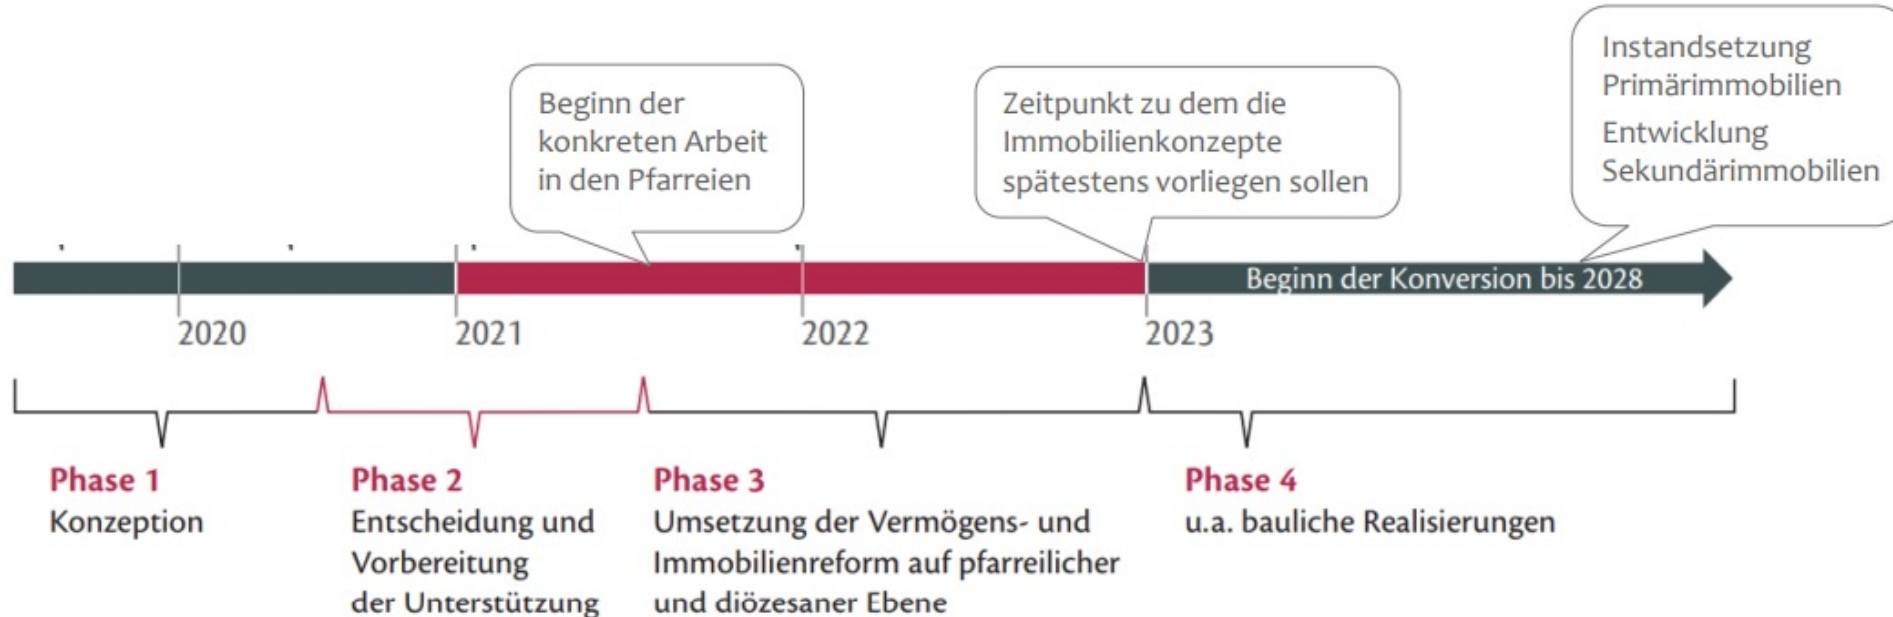 Beginn der
konkreten Arbeit
in den Pfarreien
Zeitpunkt zu dem die
Immobilienkonzepte
spätestens vorliegen sollen
Instandsetzung
Primärimmobilien
Entwicklung
Sekundärimmobilien
Beginn der Konversion bis 2028
2020
2021
2022
2023
Phase 1
Konzeption
Phase 2
Entscheidung und
Vorbereitung
der Unterstützung
Phase 3
Umsetzung der Vermögens- und
Immobilienreform auf pfarreilicher
und diözesaner Ebene
Phase 4
u.a. bauliche Realisierungen